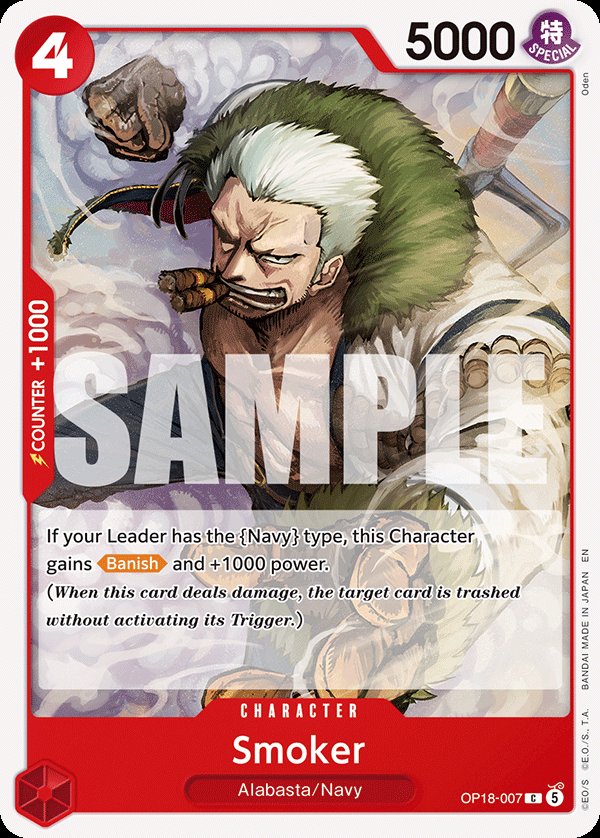 4
5000
特
SPECIAL
Oden
COUNTER +1000
SAMPLE
If your Leader has the {Navy} type, this Character
gains Banish and +1000 power.
(When this card deals damage, the target card is trashed
without activating its Trigger.)
CHARACTER
Smoker
Alabasta/Navy
OP18-007 C 5
©EO/S ©E.O./S., T.A. BANDAI MADE IN JAPAN EN